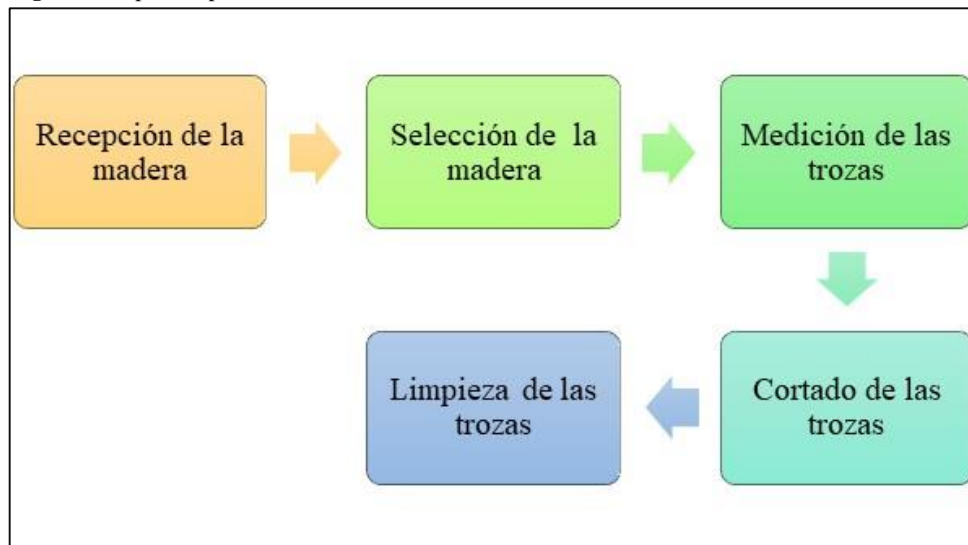 Recepción de la
madera
Selección de la
madera
Medición de las
trozas
Cortado de las
trozas
Limpieza de las
trozas